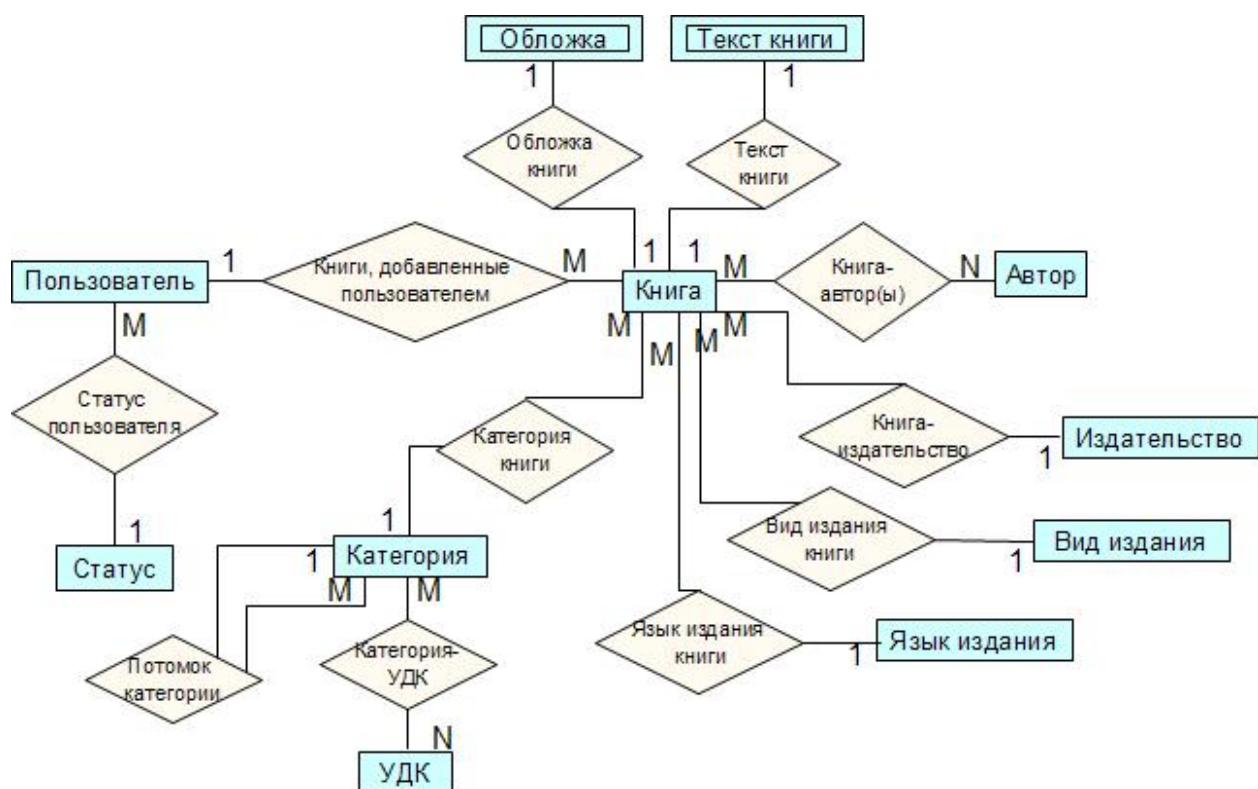 Обложка
Текст книги
1
1
Обложка
книги
Текст
книги
1
1
Пользователь
1
Книги, добавленные
пользователем
M
Книга
M
Книга-
автор(ы)
N
Автор
M
M
M
M
M
Статус
пользователя
Категория
книги
Книга-
издательство
1
Издательство
1
1
Статус
Категория
1
M
M
Вид издания
книги
1
Вид издания
Потомок
категории
Категория-
УДК
Язык издания
книги
1
Язык издания
N
УДК